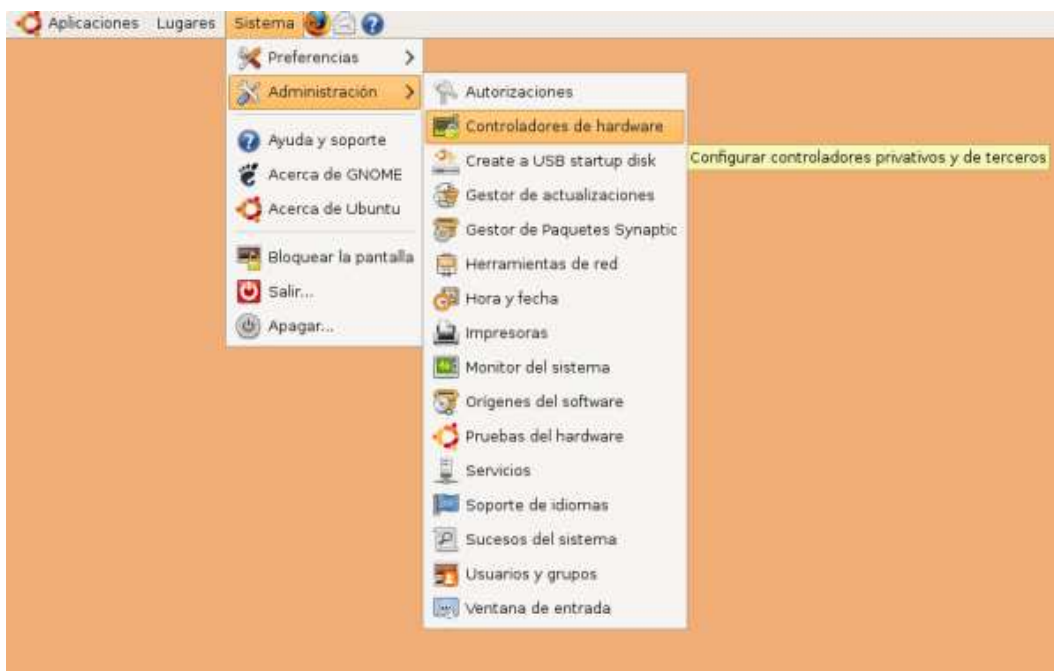 Aplicaciones Lugares Sistema
Preferencias
Administración
Ayuda y soporte
Acerca de GNOME
Acerca de Ubuntu
Bloquear la pantalla
Salir...
Apagar...
Autorizaciones
Controladores de hardware
Create a USB startup disk
Gestor de actualizaciones
Gestor de Paquetes Synaptic
Herramientas de red
Hora y fecha
Impresoras
Monitor del sistema
Orígenes del software
Pruebas del hardware
Servicios
Soporte de idiomas
Sucesos del sistema
Usuarios y grupos
Ventana de entrada
Configurar controladores privativos y de terceros